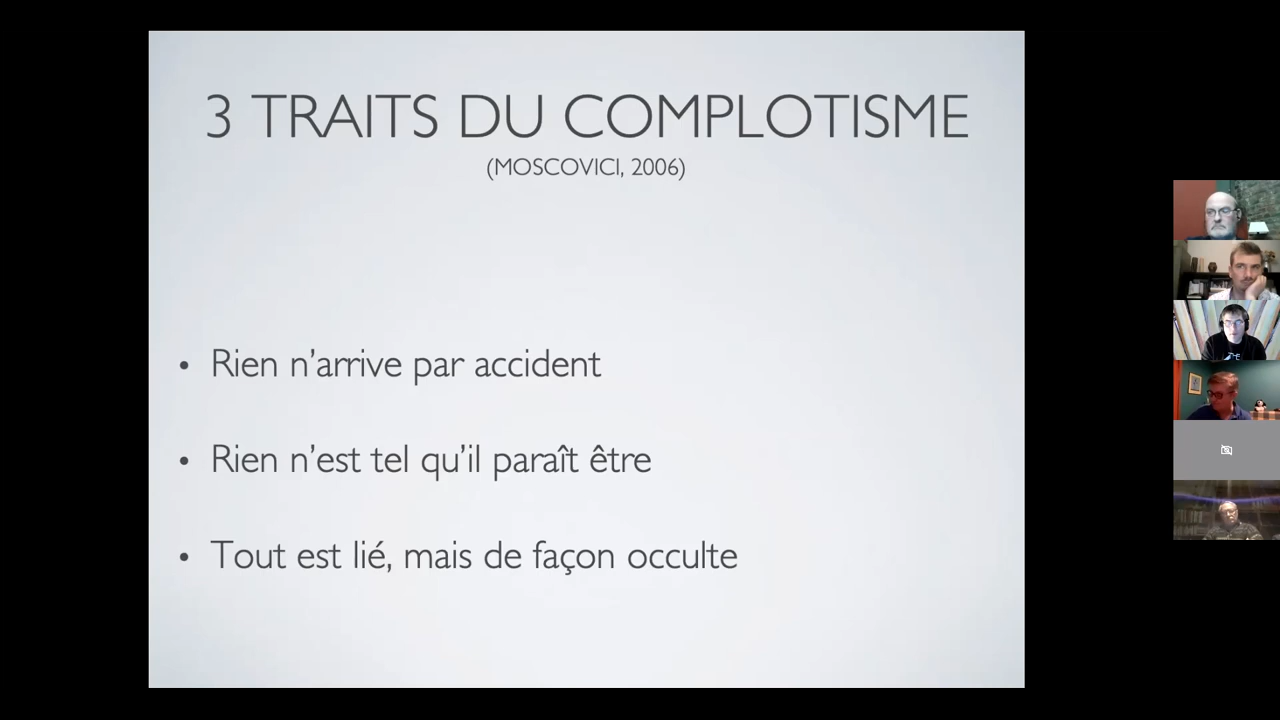 3 TRAITS DU COMPLOTISME
(MOSCOVICI, 2006)
• Rien n’arrive par accident
• Rien n’est tel qu’il paraît être
• Tout est lié, mais de façon occulte